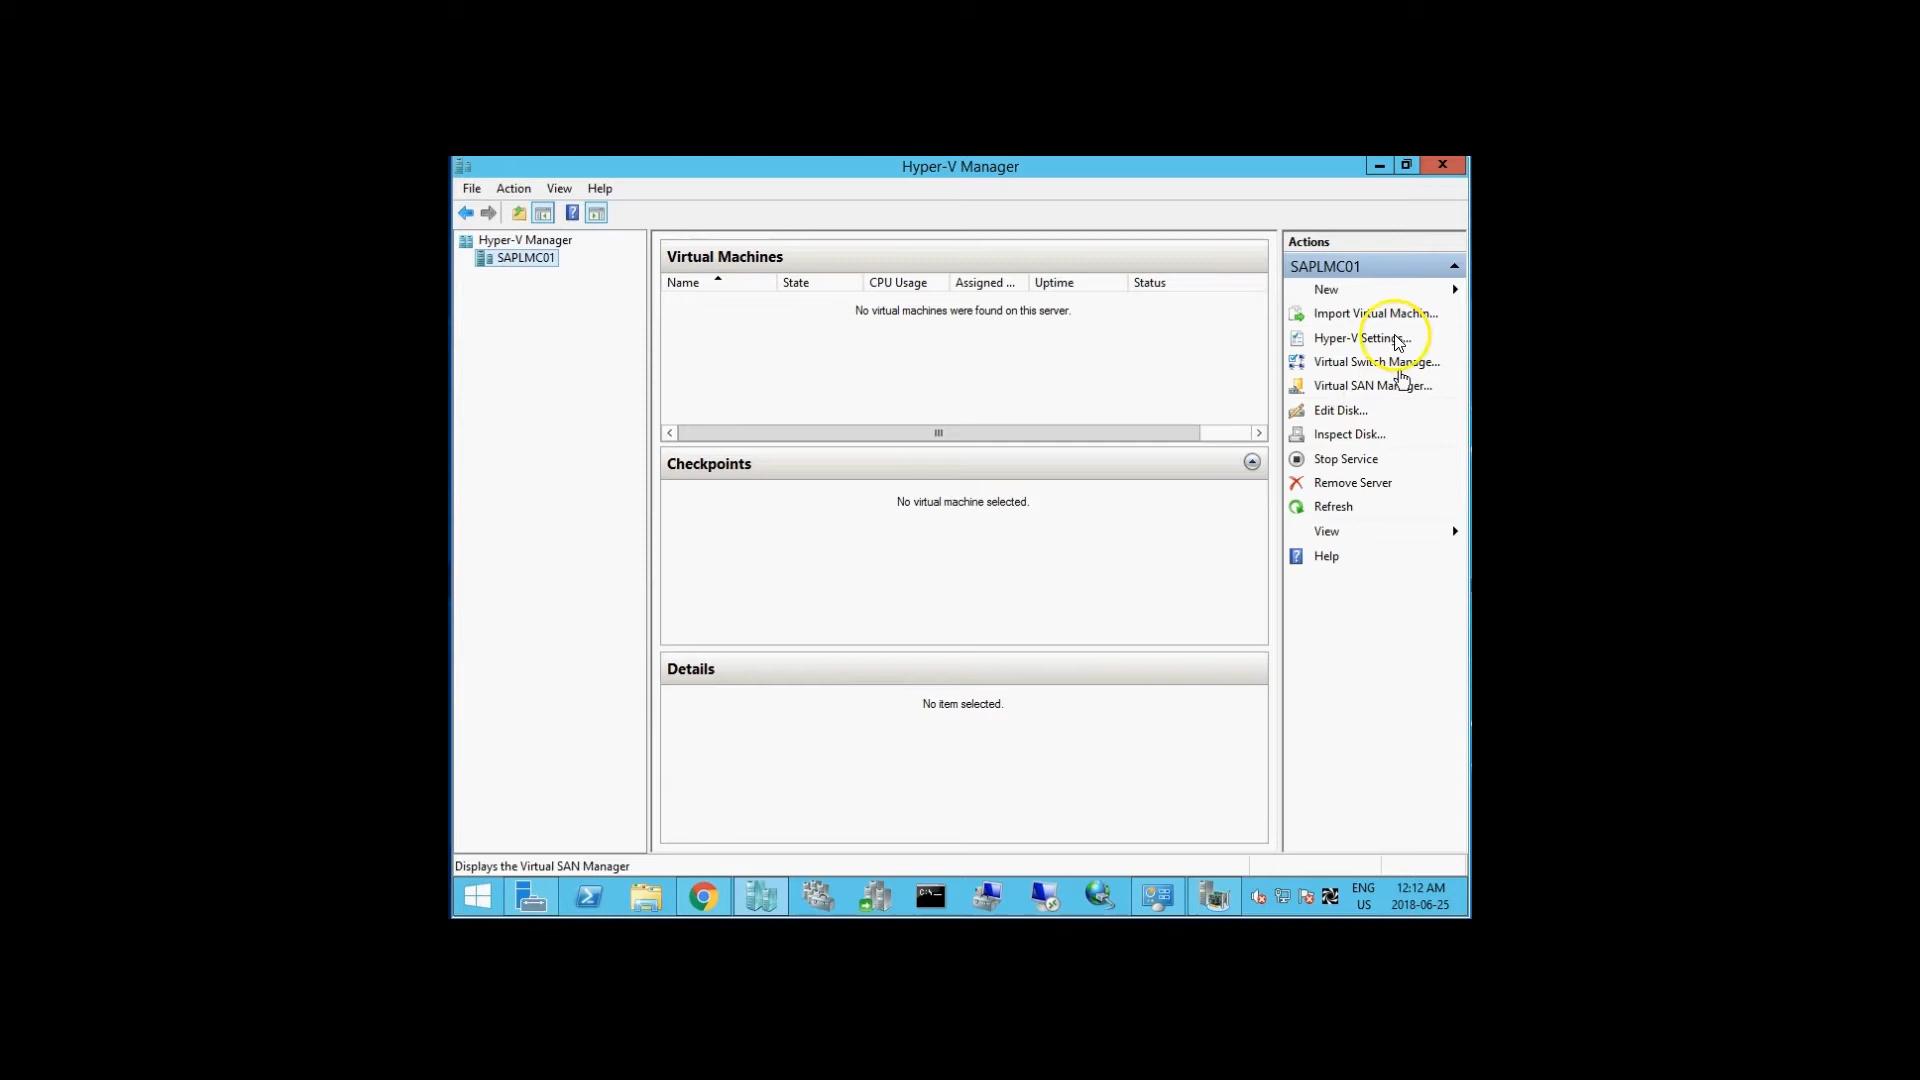 Hyper-V Manager
File Action View Help
Hyper-V Manager
SAPLMC01
Virtual Machines
Name State CPU Usage Assigned ... Uptime Status
No virtual machines were found on this server.
Checkpoints
No virtual machine selected.
Details
No item selected.
Actions
SAPLMC01
New
Import Virtual Machin...
Hyper-V Settings...
Virtual Switch Manage...
Virtual SAN Manager...
Edit Disk...
Inspect Disk...
Stop Service
Remove Server
Refresh
View
Help
Displays the Virtual SAN Manager
ENG
US
12:12 AM
2018-06-25